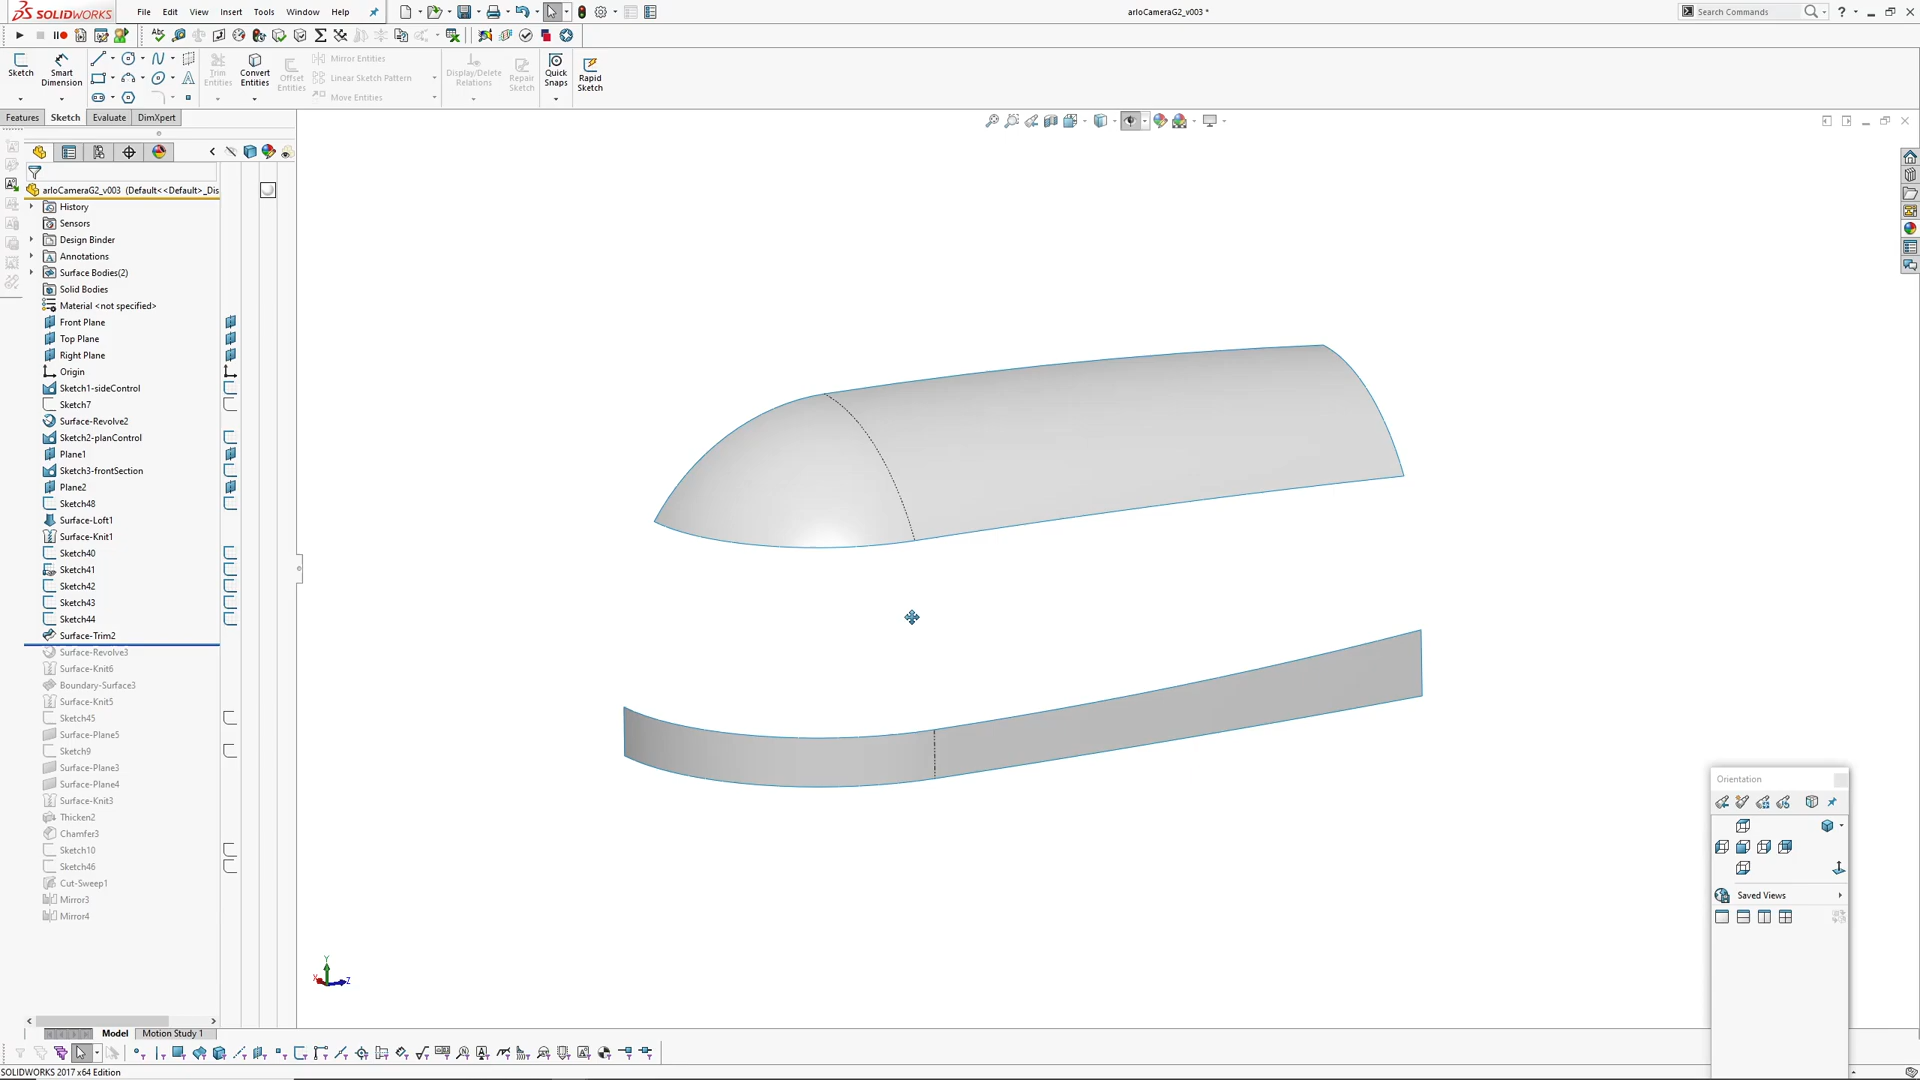 SOLIDWORKS
File Edit View Insert Tools Window Help
arloCameraG2_v003 *
Search Commands
Sketch
Smart Dimension
Trim Entities
Convert Entities
Offset Entities
Mirror Entities
Linear Sketch Pattern
Move Entities
Display/Delete Relations
Repair Sketch
Quick Snaps
Rapid Sketch
Features Sketch Evaluate DimXpert
arloCameraG2_v003 (Default<<Default>_Dis
History
Sensors
Design Binder
Annotations
Surface Bodies(2)
Solid Bodies
Material <not specified>
Front Plane
Top Plane
Right Plane
Origin
Sketch1-sideControl
Sketch7
Surface-Revolve2
Sketch2-planControl
Plane1
Sketch3-frontSection
Plane2
Sketch48
Surface-Loft1
Surface-Knit1
Sketch40
Sketch41
Sketch42
Sketch43
Sketch44
Surface-Trim2
Surface-Revolve3
Surface-Knit6
Boundary-Surface3
Surface-Knit5
Sketch45
Surface-Plane5
Sketch9
Surface-Plane3
Surface-Plane4
Surface-Knit3
Thicken2
Chamfer3
Sketch10
Sketch46
Cut-Sweep1
Mirror3
Mirror4
Orientation
Saved Views
Y
X
Z
Model Motion Study 1
SOLIDWORKS 2017 x64 Edition